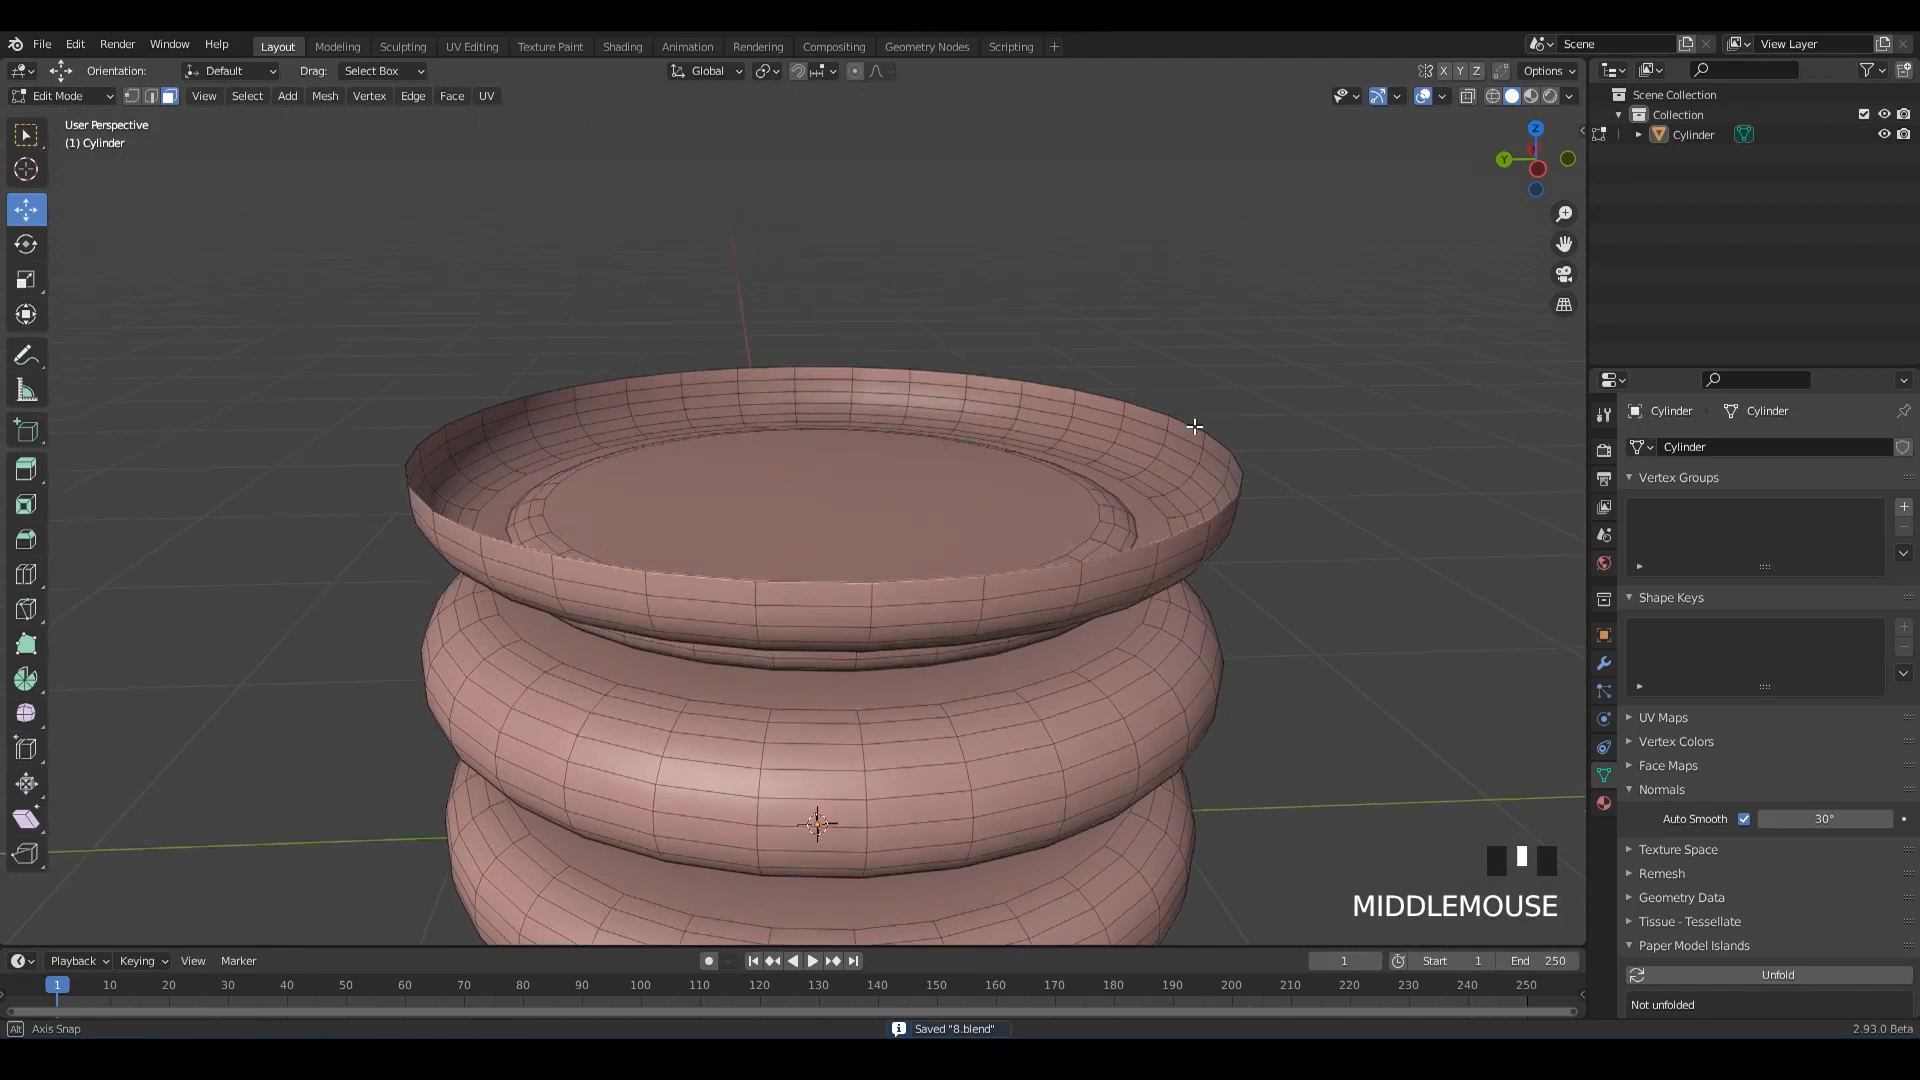 File Edit Render Window Help Layout Modeling Sculpting UV Editing Texture Paint Shading Animation Rendering Compositing Geometry Nodes Scripting + Scene View Layer
Orientation: Default Drag: Select Box Global X Y Z Options
Edit Mode View Select Add Mesh Vertex Edge Face UV
User Perspective
(1) Cylinder
Z
Y
Scene Collection
Collection
Cylinder
Cylinder Cylinder
Cylinder
Vertex Groups
Shape Keys
UV Maps
Vertex Colors
Face Maps
Normals
Auto Smooth 30°
Texture Space
Remesh
Geometry Data
Tissue - Tessellate
Paper Model Islands
Unfold
Not unfolded
MIDDLEMOUSE
Playback Keying View Marker 1 Start 1 End 250
1 10 20 30 40 50 60 70 80 90 100 110 120 130 140 150 160 170 180 190 200 210 220 230 240 250
Alt Axis Snap Saved "8.blend" 2.93.0 Beta